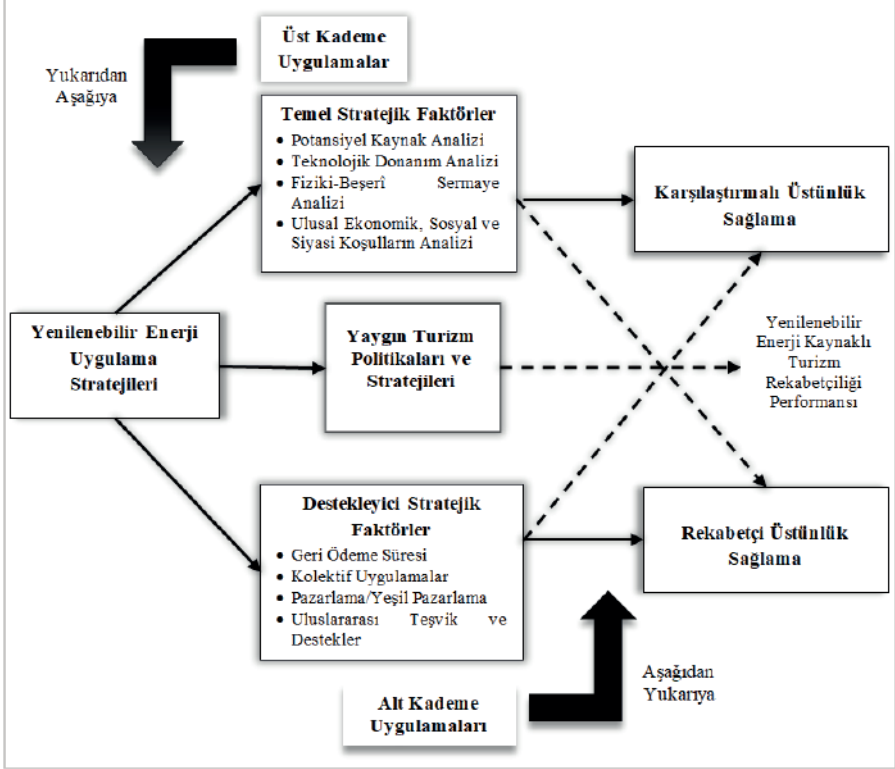 Üst Kademe
Uygulamalar
Yukarıdan
Aşağıya
Temel Stratejik Faktörler
• Potansiyel Kaynak Analizi
• Teknolojik Donanım Analizi
• Fiziki-Beşerî Sermaye
Analizi
• Ulusal Ekonomik, Sosyal ve
Siyasi Koşulların Analizi
Karşılaştırmalı Üstünlük
Sağlama
Yenilenebilir Enerji
Uygulama
Stratejileri
Yaygın Turizm
Politikaları ve
Stratejileri
Yenilenebilir
Enerji Kaynaklı
Turizm
Rekabetçiliği
Performansı
Destekleyici Stratejik
Faktörler
• Geri Ödeme Süresi
• Kolektif Uygulamalar
• Pazarlama/Yeşil Pazarlama
• Uluslararası Teşvik ve
Destekler
Rekabetçi Üstünlük
Sağlama
Aşağıdan
Yukarıya
Alt Kademe
Uygulamaları